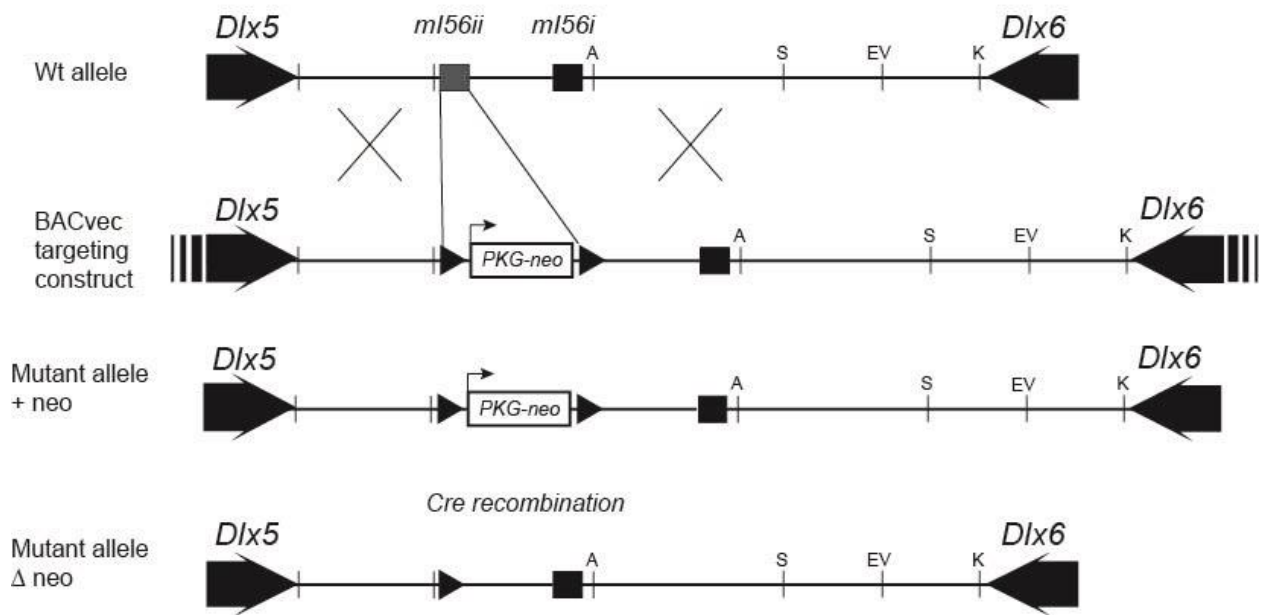 Dlx5 mI56ii mI56i Dlx6
Wt allele A S EV K
BACvec
targeting
construct
Dlx5 PKG-neo A S EV K Dlx6
Mutant allele
+ neo
Dlx5 PKG-neo A S EV K Dlx6
Cre recombination
Mutant allele
Δ neo
Dlx5 A S EV K Dlx6